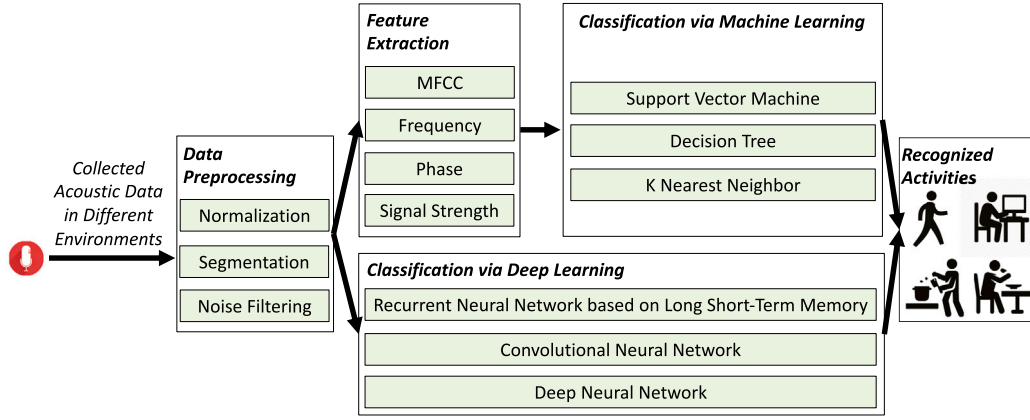 Collected
Acoustic Data
in Different
Environments
Data
Preprocessing
Normalization
Segmentation
Noise Filtering
Feature
Extraction
MFCC
Frequency
Phase
Signal Strength
Classification via Machine Learning
Support Vector Machine
Decision Tree
K Nearest Neighbor
Classification via Deep Learning
Recurrent Neural Network based on Long Short-Term Memory
Convolutional Neural Network
Deep Neural Network
Recognized
Activities